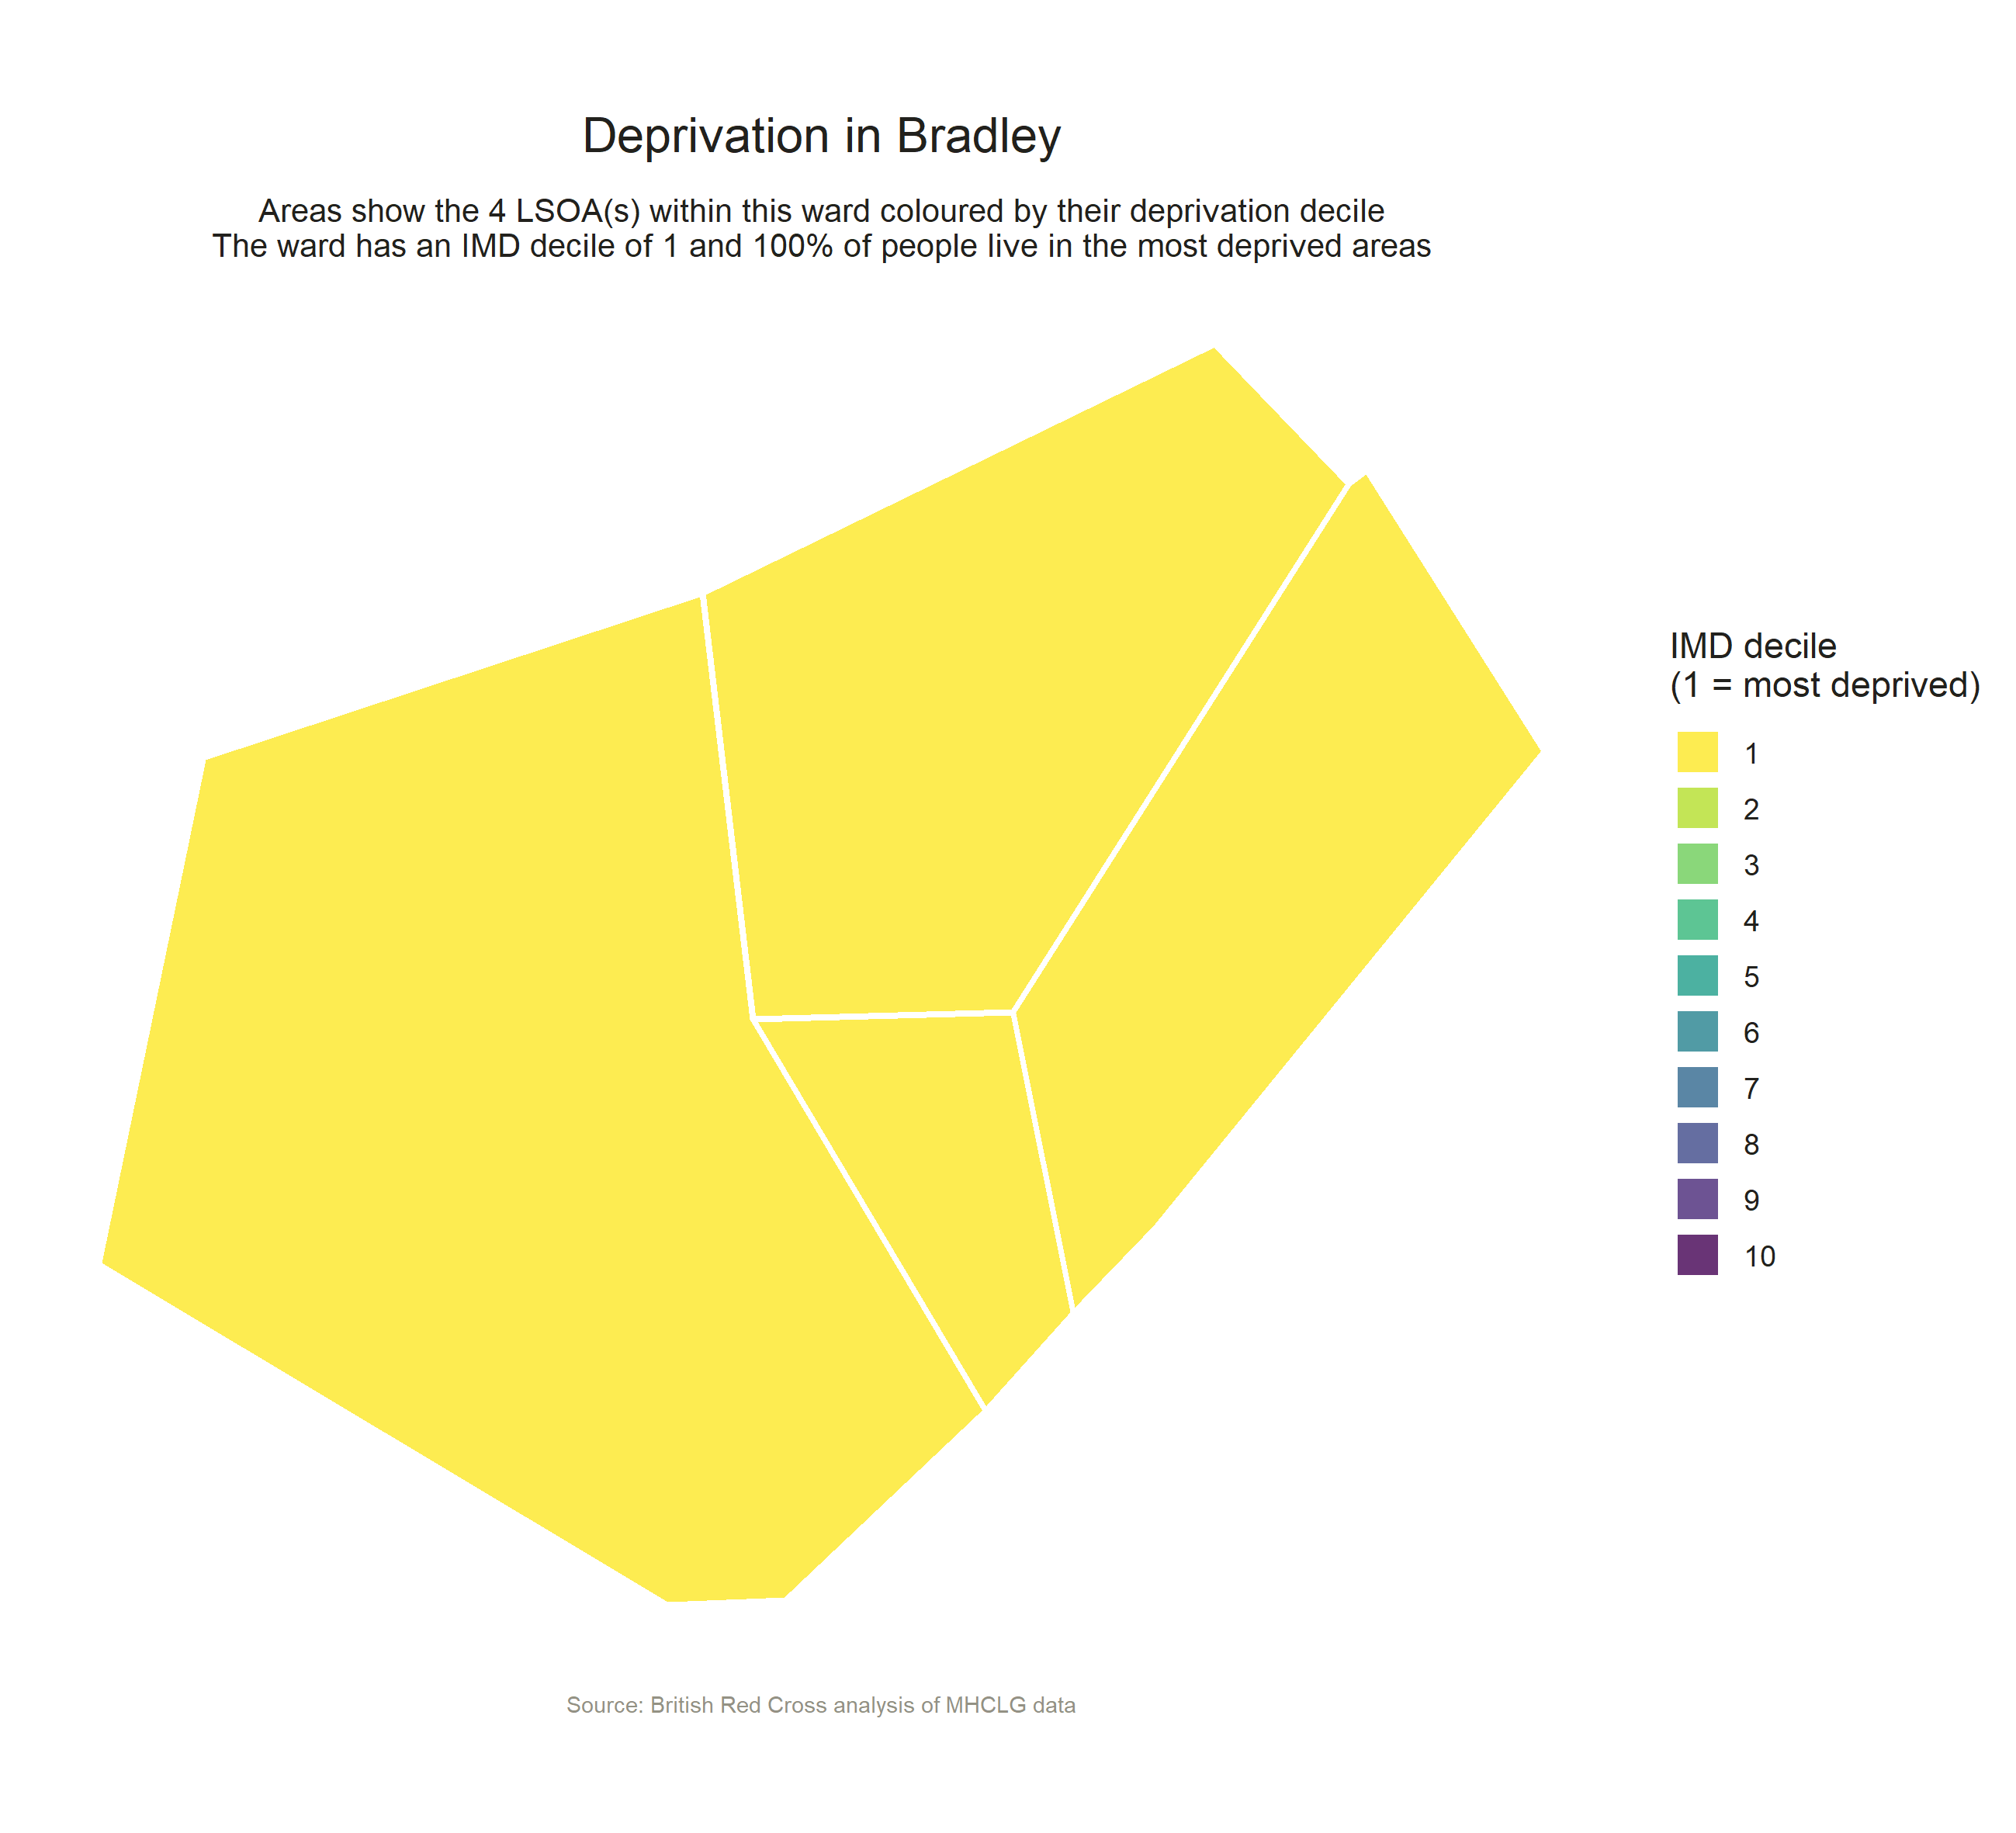 Deprivation in Bradley
Areas show the 4 LSOA(s) within this ward coloured by their deprivation decile
The ward has an IMD decile of 1 and 100% of people live in the most deprived areas
IMD decile
(1 = most deprived)
1
2
3
4
5
6
7
8
9
10
Source: British Red Cross analysis of MHCLG data